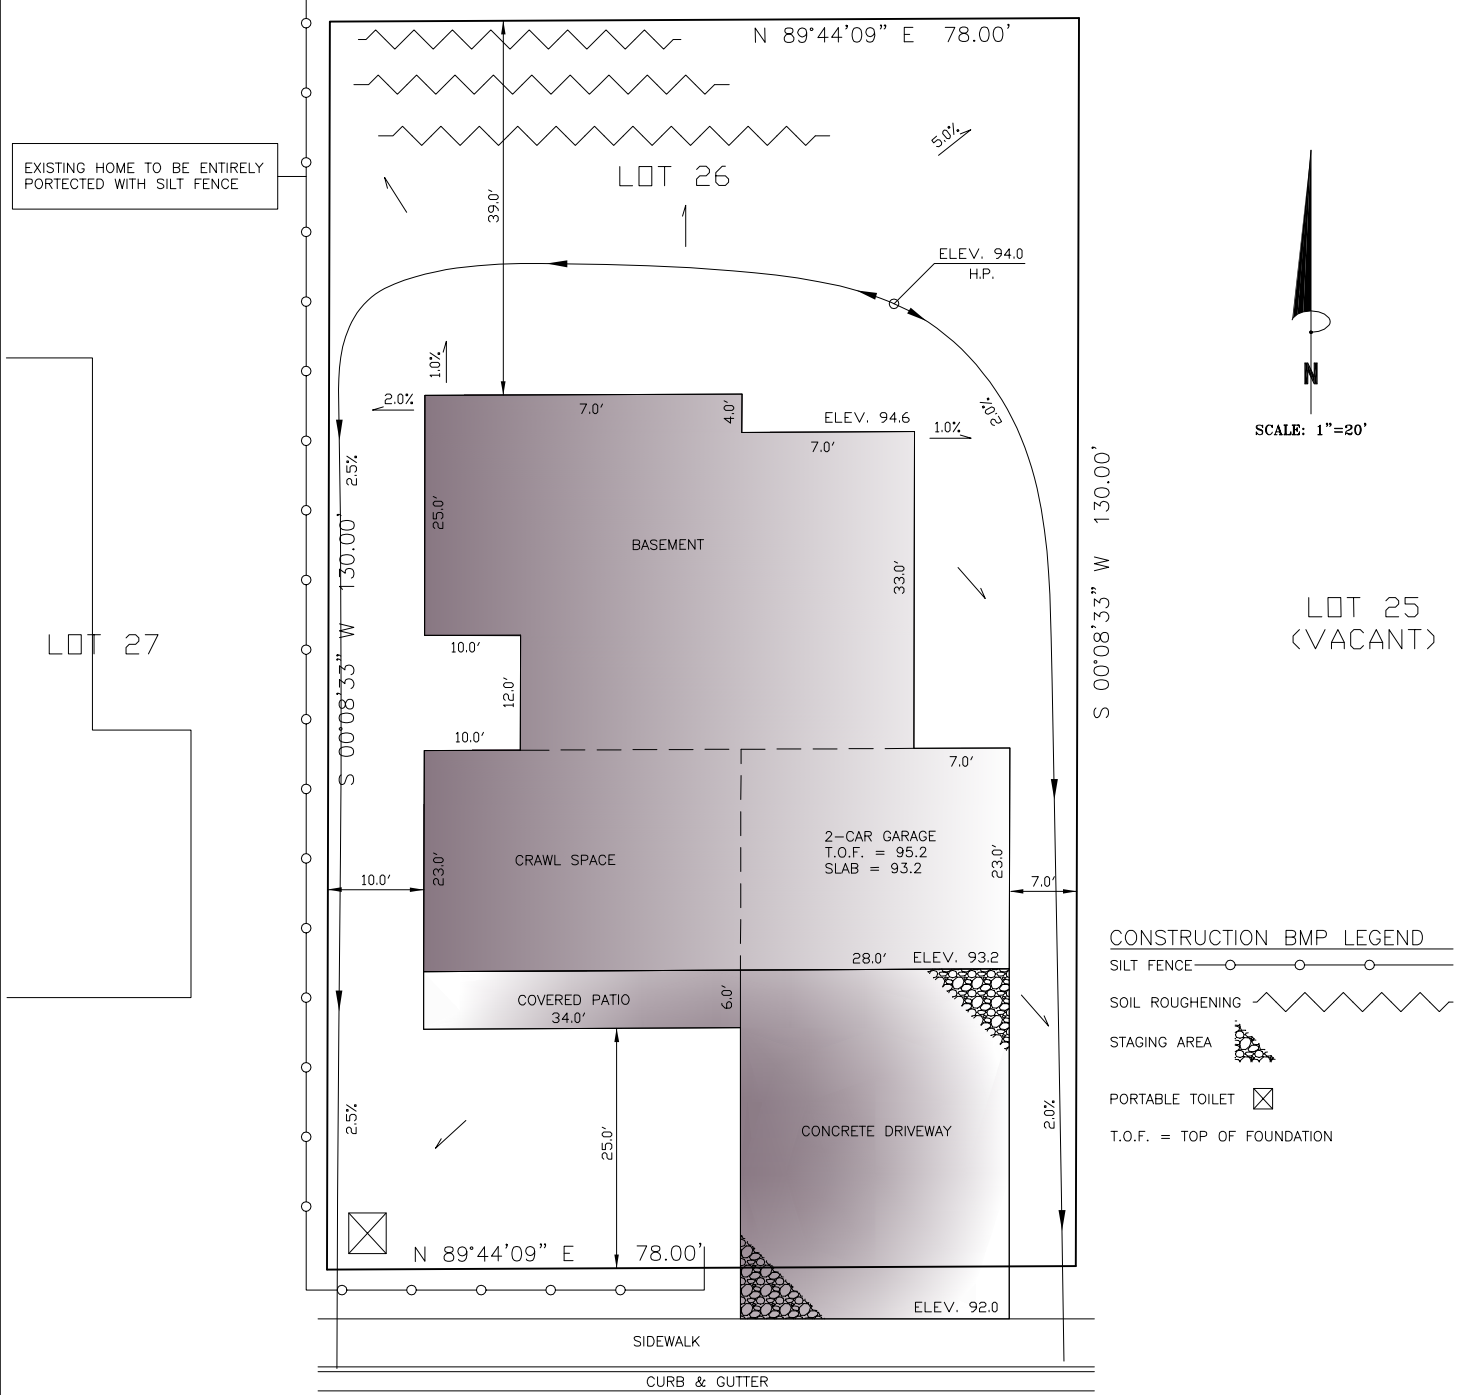 N 89°44'09" E 78.00'
5.0%
EXISTING HOME TO BE ENTIRELY
PORTECTED WITH SILT FENCE
LOT 26
39.0'
ELEV. 94.0
H.P.
1.0%
2.0%
7.0'
4.0'
ELEV. 94.6
7.0'
1.0%
2.0%
N
SCALE: 1"=20'
2.5%
25.0'
BASEMENT
33.0'
S 00°08'33" W 130.00'
S 00°08'33" W 130.00'
LOT 27
LOT 25
(VACANT)
10.0'
12.0'
10.0'
7.0'
2-CAR GARAGE
T.O.F. = 95.2
SLAB = 93.2
CRAWL SPACE
23.0'
23.0'
10.0'
7.0'
28.0'
ELEV. 93.2
COVERED PATIO
34.0'
6.0'
CONSTRUCTION BMP LEGEND
SILT FENCE
SOIL ROUGHENING
STAGING AREA
PORTABLE TOILET
T.O.F. = TOP OF FOUNDATION
2.5%
25.0'
CONCRETE DRIVEWAY
2.0%
N 89°44'09" E 78.00'
ELEV. 92.0
SIDEWALK
CURB & GUTTER